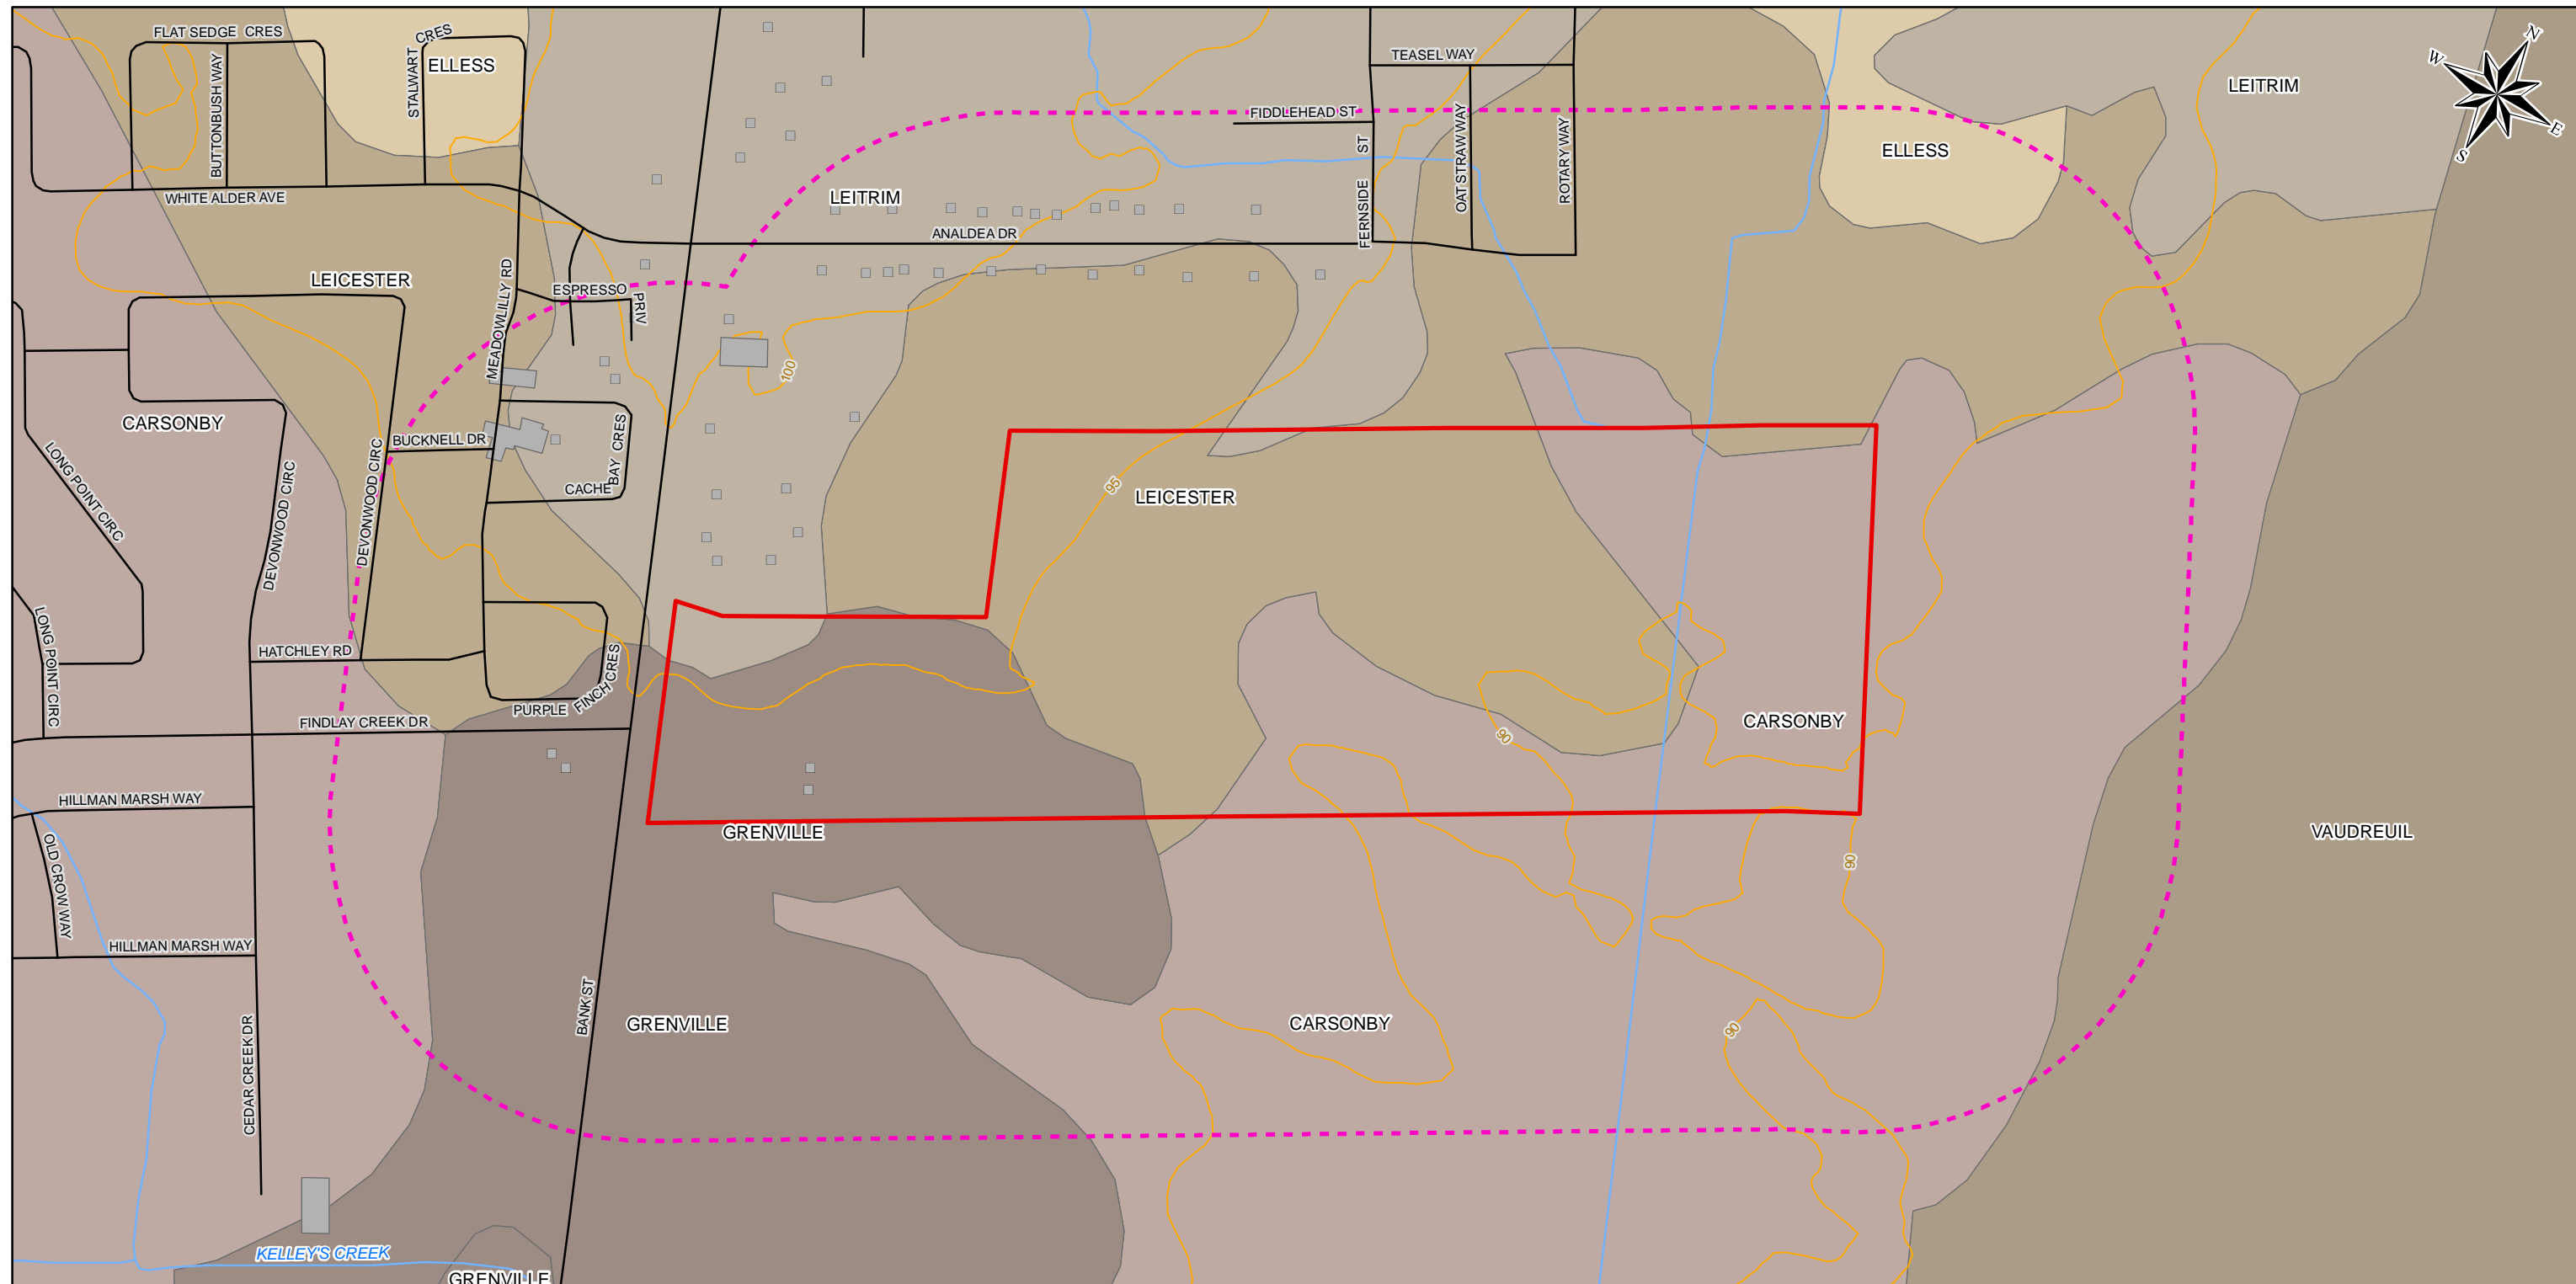 FLAT SEDGE CRES
BUTTONBUSH WAY
STALWART
CRES
ELLESS
WHITE ALDER AVE
LEITRIM
TEASEL WAY
FIDDLEHEAD ST
FERNSIDE ST
OAT STRAW WAY
ROTARY WAY
ELLESS
LEITRIM
N
W
E
S
ANALDEA DR
LEICESTER
MEADOWLILLY RD
ESPRESSO
PRIV
100
CARSONBY
BUCKNELL DR
BAY CRES
CACHE
LONG POINT CIRC
DEVONWOOD CIRC
DEVONWOOD CIRC
95
LEICESTER
LONG POINT CIRC
HATCHLEY RD
PURPLE
FINCH CRES
FINDLAY CREEK DR
90
CARSONBY
HILLMAN MARSH WAY
GRENVILLE
VAUDREUIL
OLD CROW WAY
90
HILLMAN MARSH WAY
BANK ST
GRENVILLE
CARSONBY
90
CEDAR CREEK DR
KELLEY'S CREEK
GRENVILLE